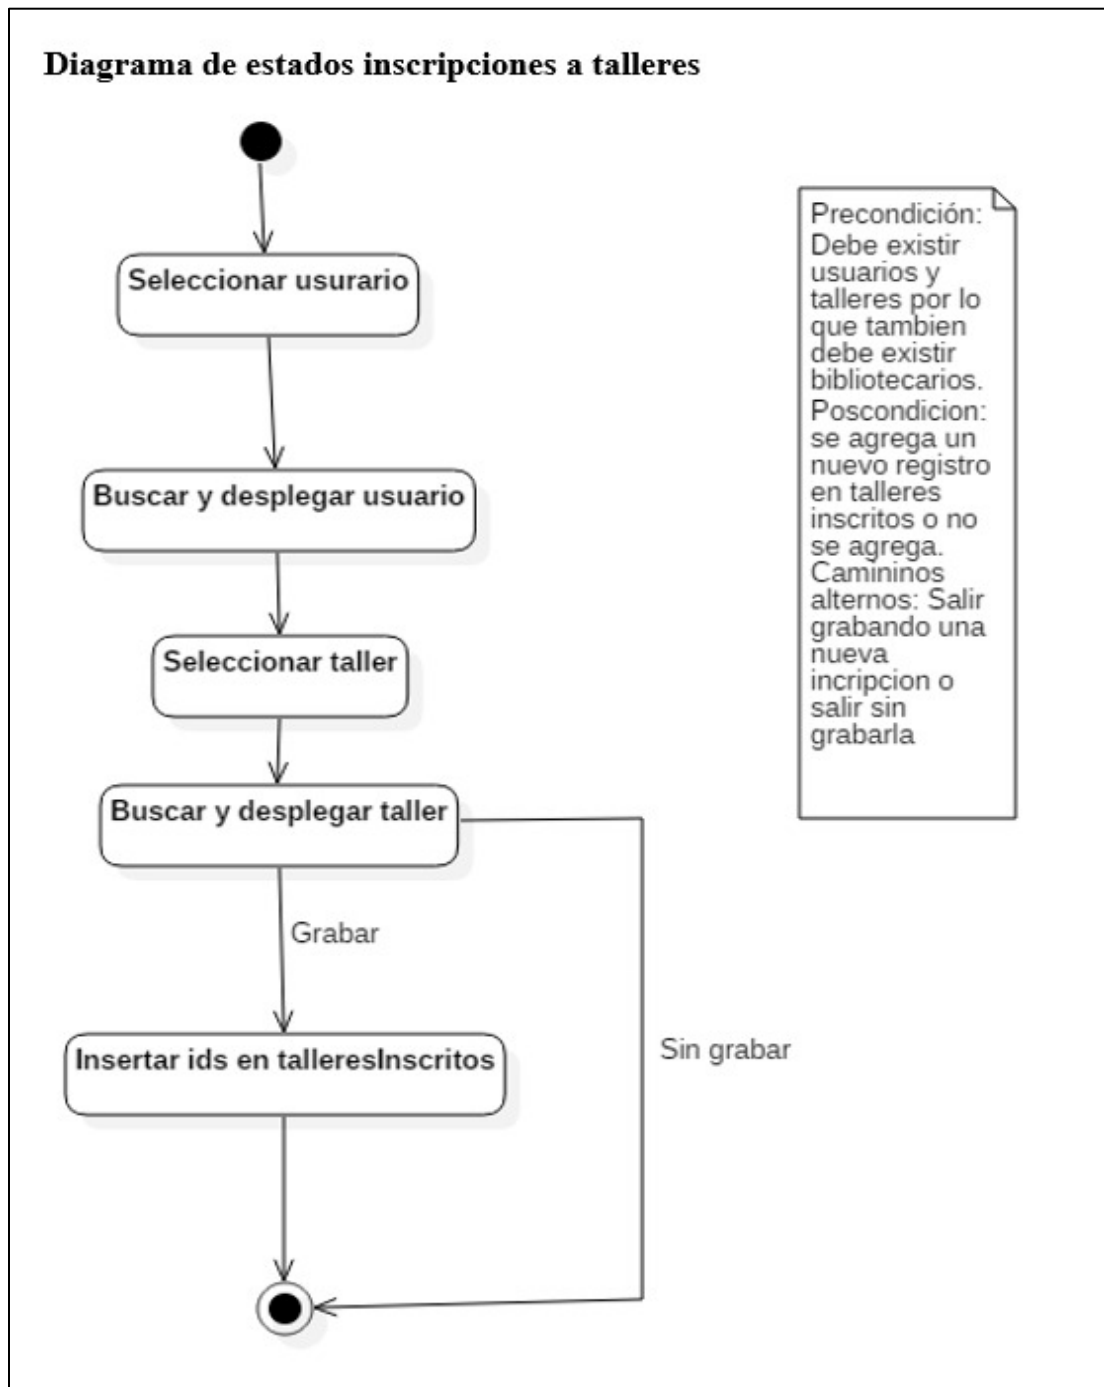 Diagrama de estados inscripciones a talleres
Seleccionar usurario
Buscar y desplegar usuario
Seleccionar taller
Buscar y desplegar taller
Grabar
Insertar ids en talleresInscritos
Sin grabar
Precondición:
Debe existir
usuarios y
talleres por lo
que tambien
debe existir
bibliotecarios.
Poscondicion:
se agrega un
nuevo registro
en talleres
inscritos o no
se agrega.
Camininos
alternos: Salir
grabando una
nueva
incripcion o
salir sin
grabarla